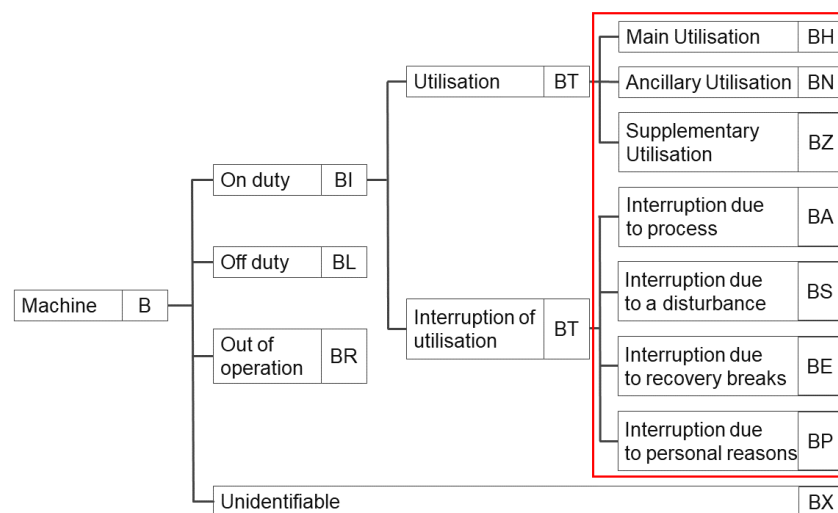 Main Utilisation BH
Utilisation BT
Ancillary Utilisation BN
Supplementary
Utilisation BZ
On duty BI
Interruption due
to process BA
Off duty BL
Interruption due
to a disturbance BS
Machine B
Interruption of
utilisation BT
Out of
operation BR
Interruption due
to recovery breaks BE
Interruption due
to personal reasons BP
Unidentifiable BX